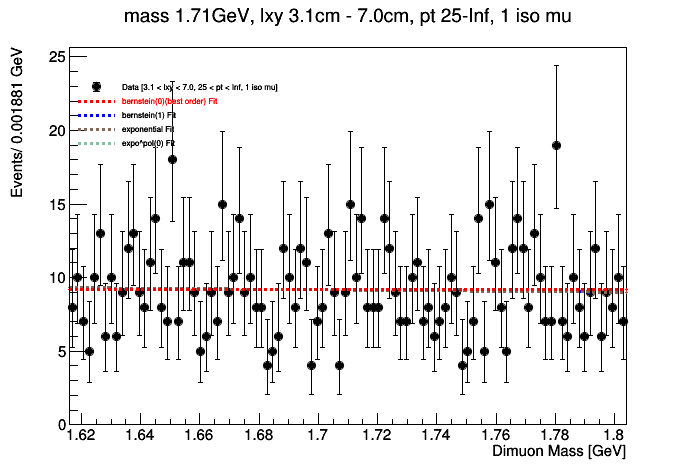 mass 1.71GeV, lxy 3.1cm - 7.0cm, pt 25-Inf, 1 iso mu
Events/ 0.001881 GeV
25
20
15
10
5
0
Data [3.1 < lxy < 7.0, 25 < pt < Inf, 1 iso mu]
bernstein(0)(best order) Fit
bernstein(1) Fit
exponential Fit
expo*pol(0) Fit
1.62 1.64 1.66 1.68 1.7 1.72 1.74 1.76 1.78 1.8
Dimuon Mass [GeV]